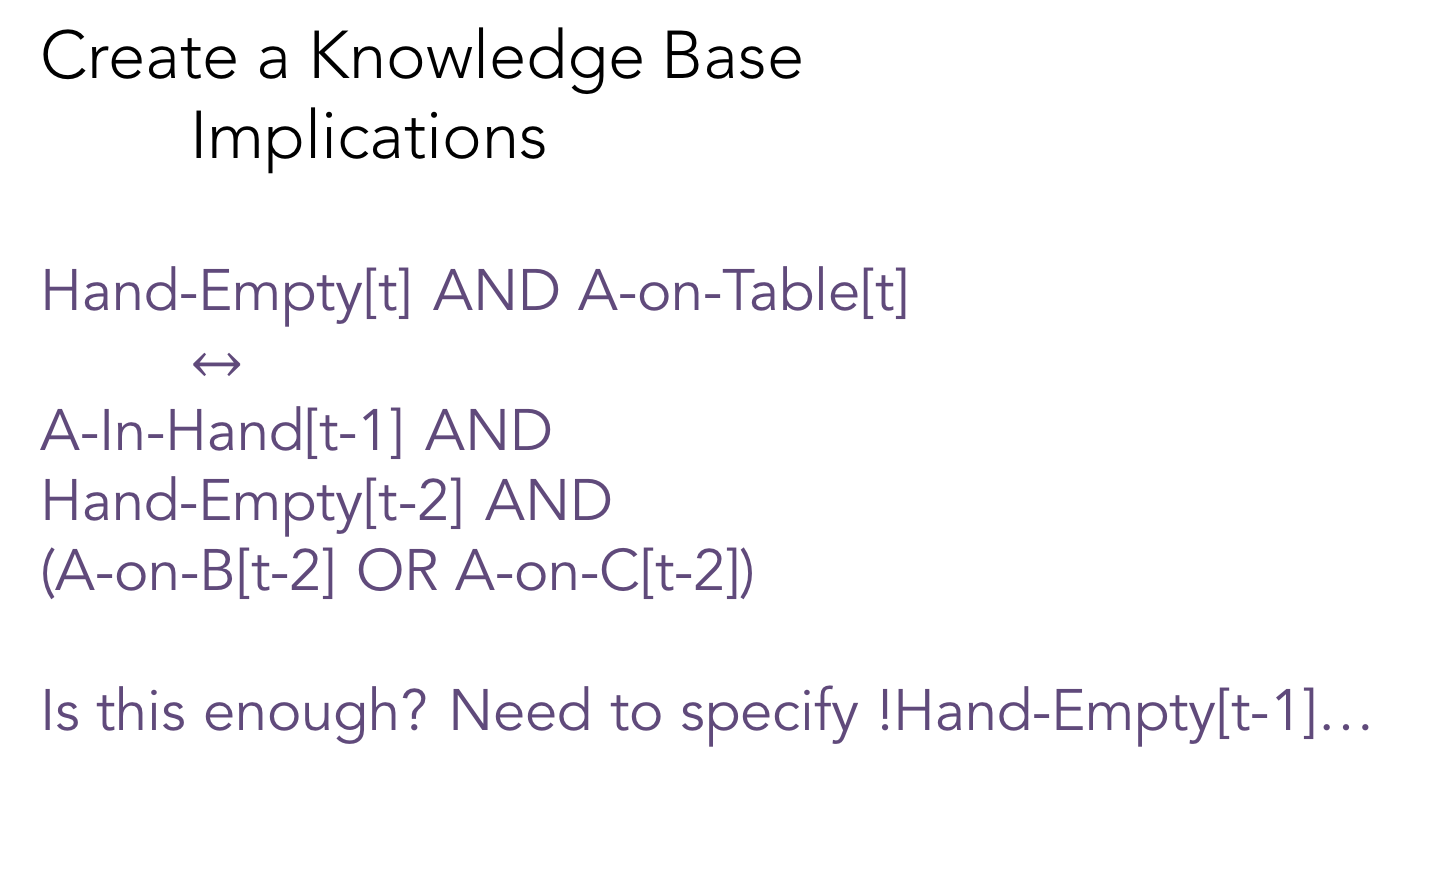 Create a Knowledge Base
Implications
Hand-Empty[t] AND A-on-Table[t]
↔
A-In-Hand[t-1] AND
Hand-Empty[t-2] AND
(A-on-B[t-2] OR A-on-C[t-2])
Is this enough? Need to specify !Hand-Empty[t-1]…